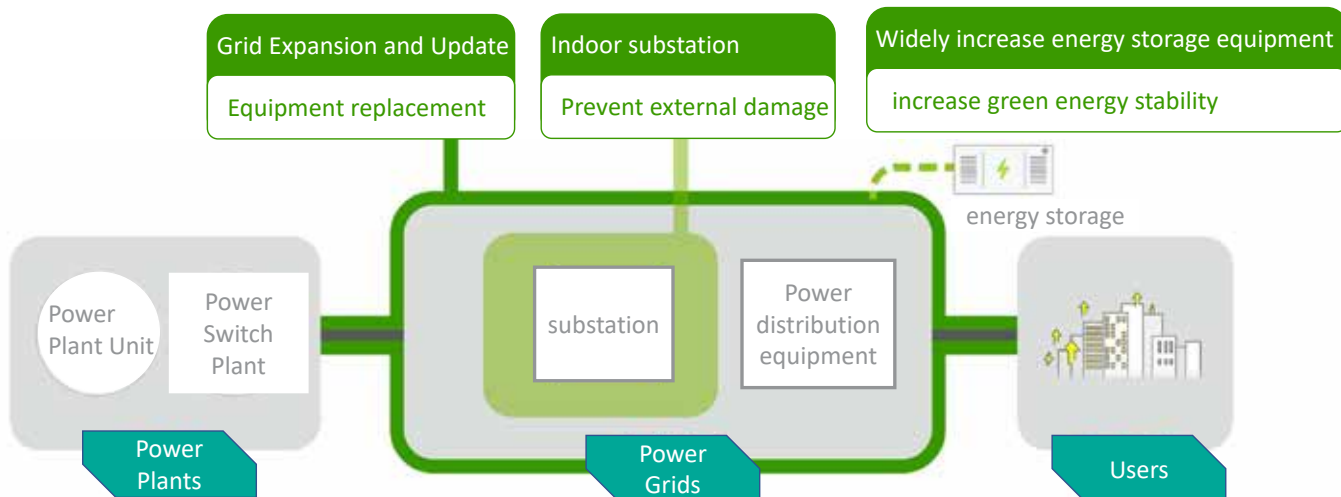 Grid Expansion and Update
Equipment replacement
Indoor substation
Prevent external damage
Widely increase energy storage equipment
increase green energy stability
energy storage
Power
Plant Unit
Power
Switch
Plant
substation
Power
distribution
equipment
Power
Plants
Power
Grids
Users